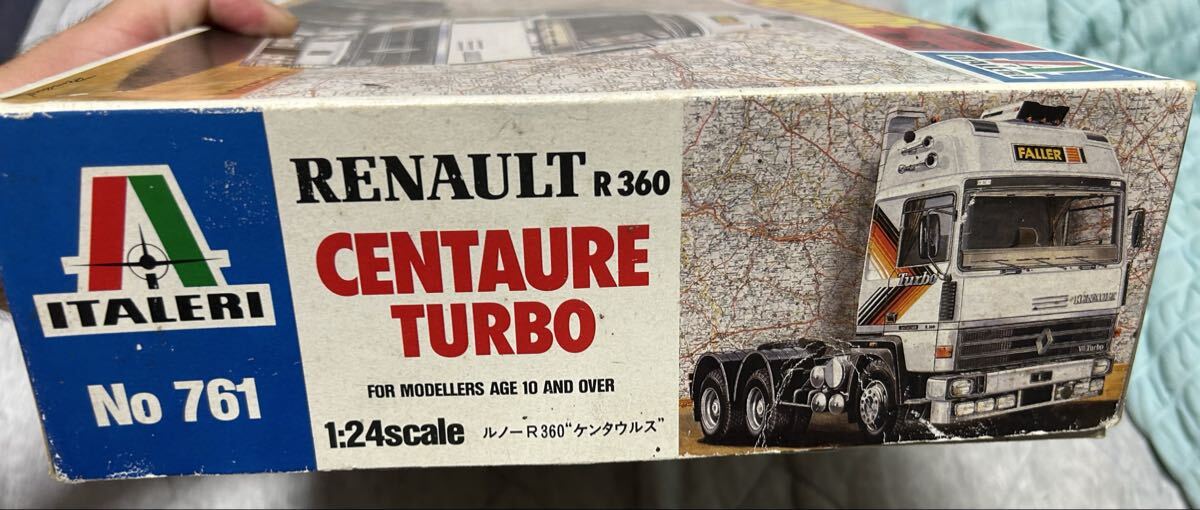 ITALERI
No 761
RENAULT R 360
CENTAURE
TURBO
FOR MODELLERS AGE 10 AND OVER
1:24scale ルノーR360“ケンタウルス”
FALLER
Turbo
ITALERI